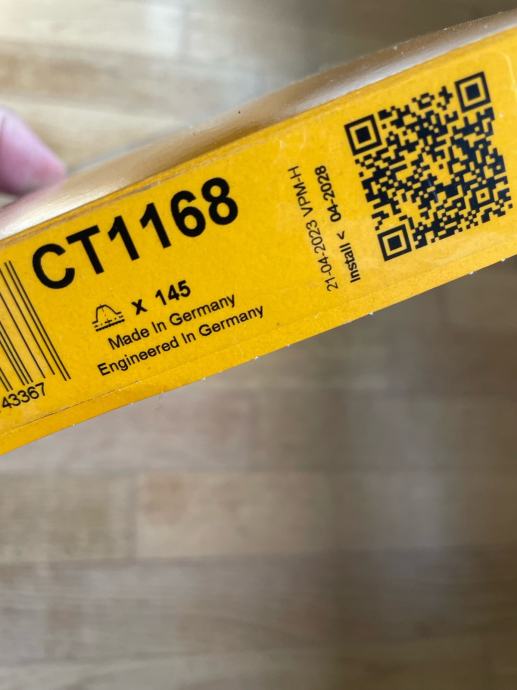 CT1168
x 145
Made In Germany
Engineered In Germany
43367
21-04-2023 VPM-H
Install < 04-2028